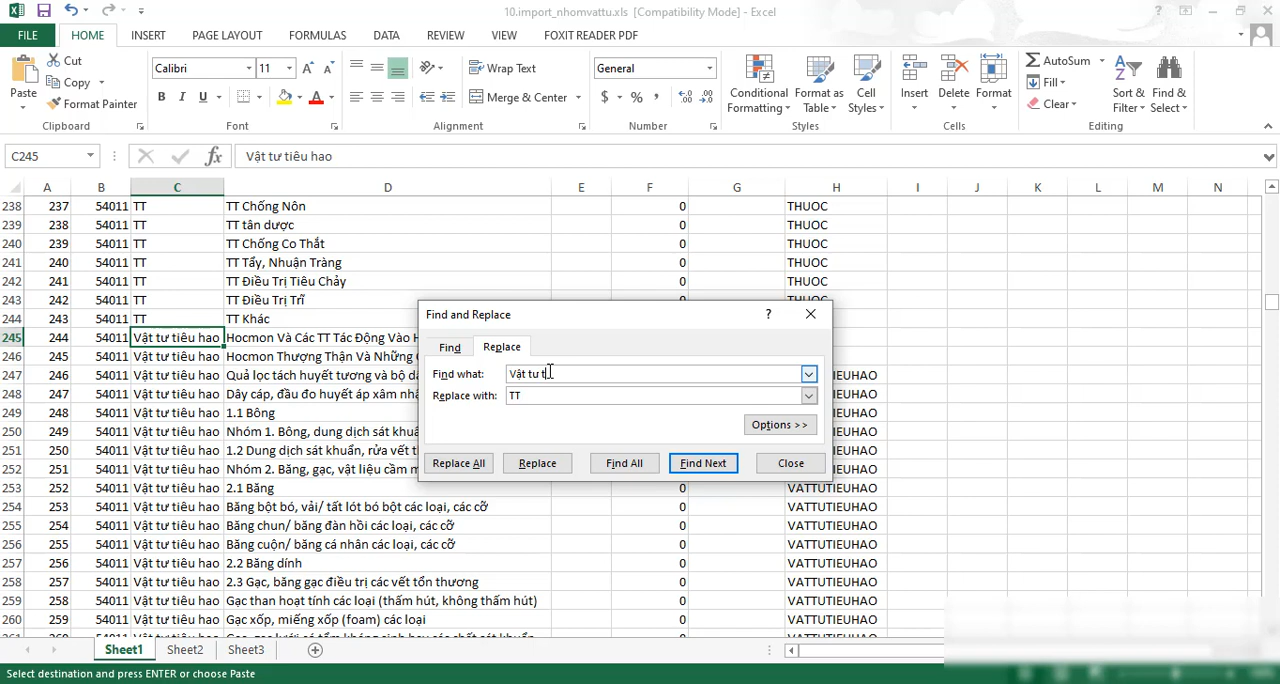 10.import_nhomvattu.xls [Compatibility Mode] - Excel
FILE HOME INSERT PAGE LAYOUT FORMULAS DATA REVIEW VIEW FOXIT READER PDF
Paste
Cut
Copy
Format Painter
Calibri 11
B I U
Wrap Text
Merge & Center
General
$ % ,
Conditional Formatting
Format as Table
Cell Styles
Insert Delete Format
AutoSum
Fill
Clear
Sort & Filter
Find & Select
Clipboard Font Alignment Number Styles Cells Editing
C245 fx Vật tư tiêu hao
A B C D E F G H I J K L M N
238 237 54011 TT TT Chống Nôn 0 THUOC
239 238 54011 TT TT tân dược 0 THUOC
240 239 54011 TT TT Chống Co Thắt 0 THUOC
241 240 54011 TT TT Tẩy, Nhuận Tràng 0 THUOC
242 241 54011 TT TT Điều Trị Tiêu Chảy 0 THUOC
243 242 54011 TT TT Điều Trị Trĩ
244 243 54011 TT TT Khác
245 244 54011 Vật tư tiêu hao Hocmon Và Các TT Tác Động Vào
246 245 54011 Vật tư tiêu hao Hocmon Thượng Thận Và Những
247 246 54011 Vật tư tiêu hao Quả lọc tách huyết tương và bộ EUHAO
248 247 54011 Vật tư tiêu hao Dây cáp, đầu đo huyết áp xâm EUHAO
249 248 54011 Vật tư tiêu hao 1.1 Bông EUHAO
250 249 54011 Vật tư tiêu hao Nhóm 1. Bông, dung dịch sát EUHAO
251 250 54011 Vật tư tiêu hao 1.2 Dung dịch sát khuẩn, rửa vết EUHAO
252 251 54011 Vật tư tiêu hao Nhóm 2. Băng, gạc, vật liệu cầm EUHAO
253 252 54011 Vật tư tiêu hao 2.1 Băng 0 VATTUTIEUHAO
254 253 54011 Vật tư tiêu hao Băng bột bó, vải/ tất lót bó bột các loại, các cỡ 0 VATTUTIEUHAO
255 254 54011 Vật tư tiêu hao Băng chun/ băng đàn hồi các loại, các cỡ 0 VATTUTIEUHAO
256 255 54011 Vật tư tiêu hao Băng cuộn/ băng cá nhân các loại, các cỡ 0 VATTUTIEUHAO
257 256 54011 Vật tư tiêu hao 2.2 Băng dính 0 VATTUTIEUHAO
258 257 54011 Vật tư tiêu hao 2.3 Gạc, băng gạc điều trị các vết tổn thương 0 VATTUTIEUHAO
259 258 54011 Vật tư tiêu hao Gạc than hoạt tính các loại (thấm hút, không thấm hút) 0 VATTUTIEUHAO
260 259 54011 Vật tư tiêu hao Gạc xốp, miếng xốp (foam) các loại 0 VATTUTIEUHAO
Find and Replace ?
Find Replace
Find what: Vật tư t
Replace with: TT
Options >>
Replace All Replace Find All Find Next Close
Sheet1 Sheet2 Sheet3
Select destination and press ENTER or choose Paste